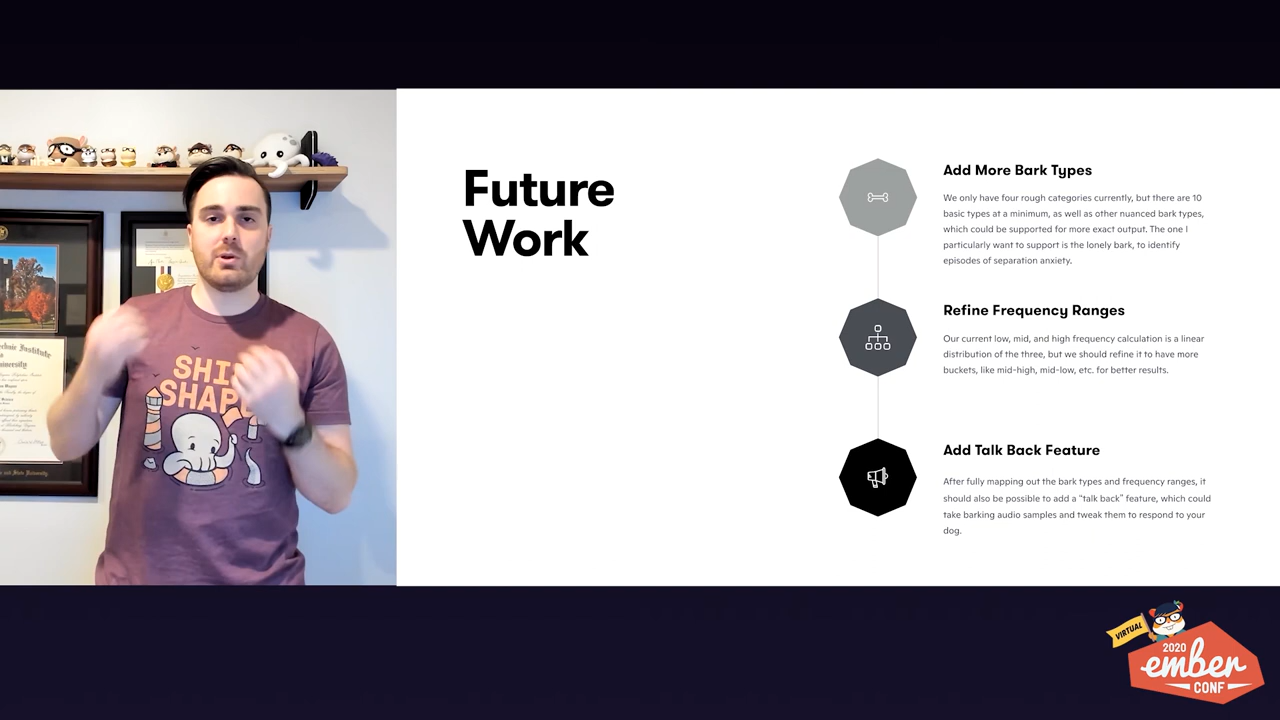 Future
Work
Add More Bark Types
We only have four rough categories currently, but there are 10
basic types at a minimum, as well as other nuanced bark types,
which could be supported for more exact output. The one I
particularly want to support is the lonely bark, to identify
episodes of separation anxiety.
Refine Frequency Ranges
Our current low, mid, and high frequency calculation is a linear
distribution of the three, but we should refine it to have more
buckets, like mid-high, mid-low, etc. for better results.
Add Talk Back Feature
After fully mapping out the bark types and frequency ranges, it
should also be possible to add a "talk back" feature, which could
take barking audio samples and tweak them to respond to your
dog.
SHI
SHAP
VIRTUAL
2020
ember
CONF